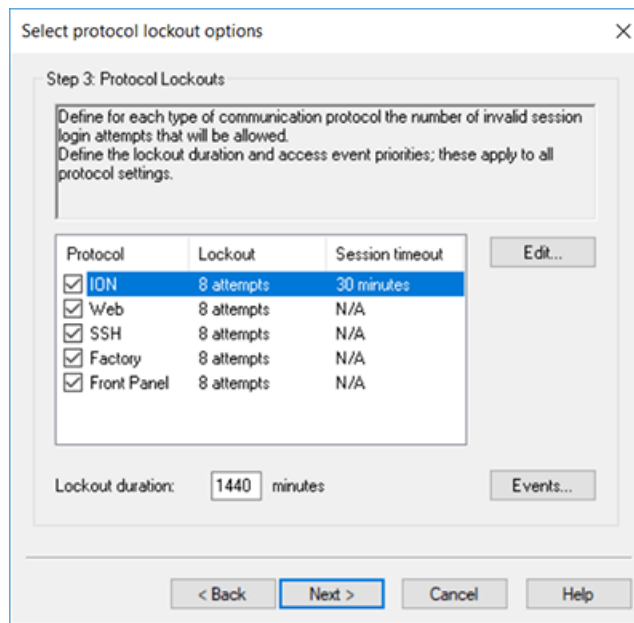 Select protocol lockout options
Step 3: Protocol Lockouts
Define for each type of communication protocol the number of invalid session
login attempts that will be allowed.
Define the lockout duration and access event priorities; these apply to all
protocol settings.
Protocol Lockout Session timeout
ION 8 attempts 30 minutes
Web 8 attempts N/A
SSH 8 attempts N/A
Factory 8 attempts N/A
Front Panel 8 attempts N/A
Edit...
Lockout duration: 1440 minutes
Events...
< Back Next > Cancel Help